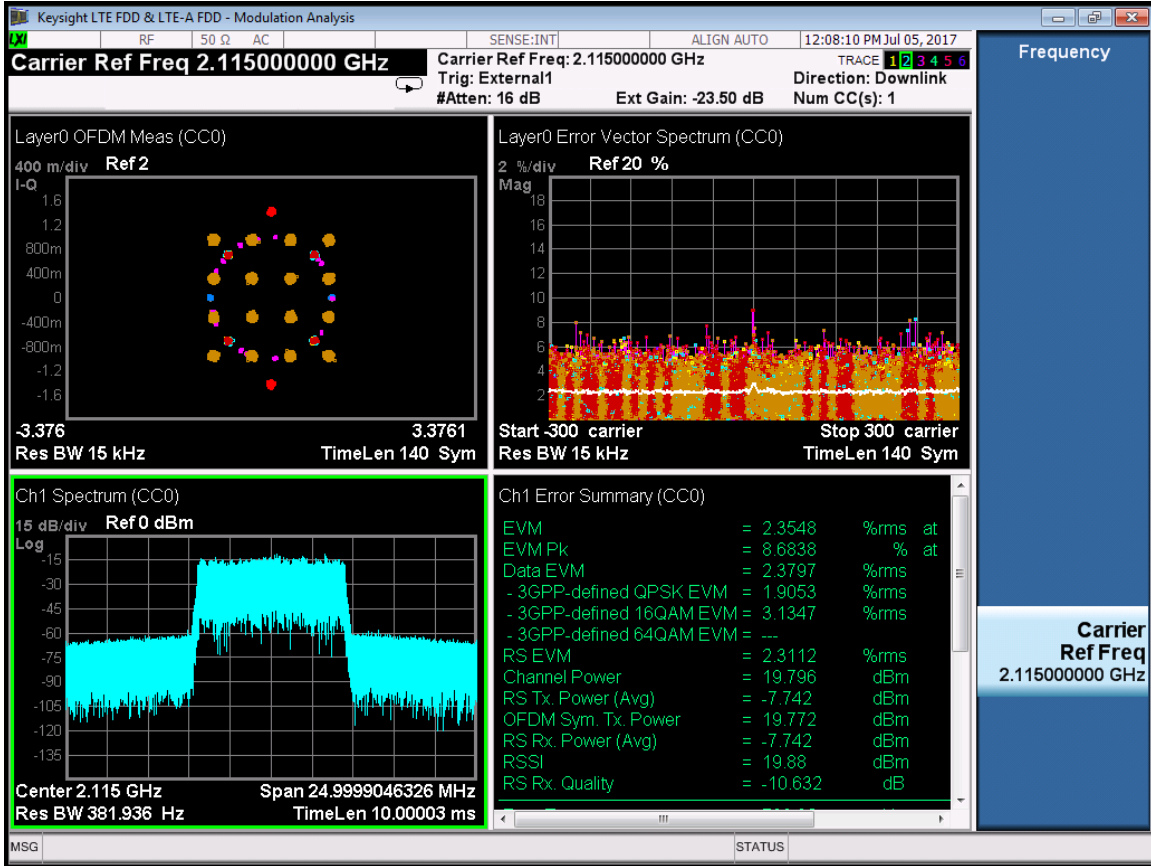 Keysight LTE FDD & LTE-A FDD - Modulation Analysis
LXI RF 50 Ω AC SENSE:INT ALIGN AUTO 12:08:10 PM Jul 05, 2017
Carrier Ref Freq 2.115000000 GHz
Carrier Ref Freq: 2.115000000 GHz
Trig: External1
#Atten: 16 dB Ext Gain: -23.50 dB
TRACE 1 2 3 4 5 6
Direction: Downlink
Num CC(s): 1
Frequency
Layer0 OFDM Meas (CC0)
400 m/div Ref 2
I-Q
1.6
1.2
800m
400m
0
-400m
-800m
-1.2
-1.6
-3.376 3.3761
Res BW 15 kHz TimeLen 140 Sym
Layer0 Error Vector Spectrum (CC0)
2 %/div Ref 20 %
Mag
18
16
14
12
10
8
6
4
2
Start -300 carrier Stop 300 carrier
Res BW 15 kHz TimeLen 140 Sym
Ch1 Spectrum (CC0)
15 dB/div Ref 0 dBm
Log
-15
-30
-45
-60
-75
-90
-105
-120
-135
Center 2.115 GHz Span 24.9999046326 MHz
Res BW 381.936 Hz TimeLen 10.00003 ms
Ch1 Error Summary (CC0)
EVM = 2.3548 %rms at
EVM Pk = 8.6838 % at
Data EVM = 2.3797 %rms
- 3GPP-defined QPSK EVM = 1.9053 %rms
- 3GPP-defined 16QAM EVM = 3.1347 %rms
- 3GPP-defined 64QAM EVM = ---
RS EVM = 2.3112 %rms
Channel Power = 19.796 dBm
RS Tx. Power (Avg) = -7.742 dBm
OFDM Sym. Tx. Power = 19.772 dBm
RS Rx. Power (Avg) = -7.742 dBm
RSSI = 19.88 dBm
RS Rx. Quality = -10.632 dB
Carrier
Ref Freq
2.115000000 GHz
MSG STATUS